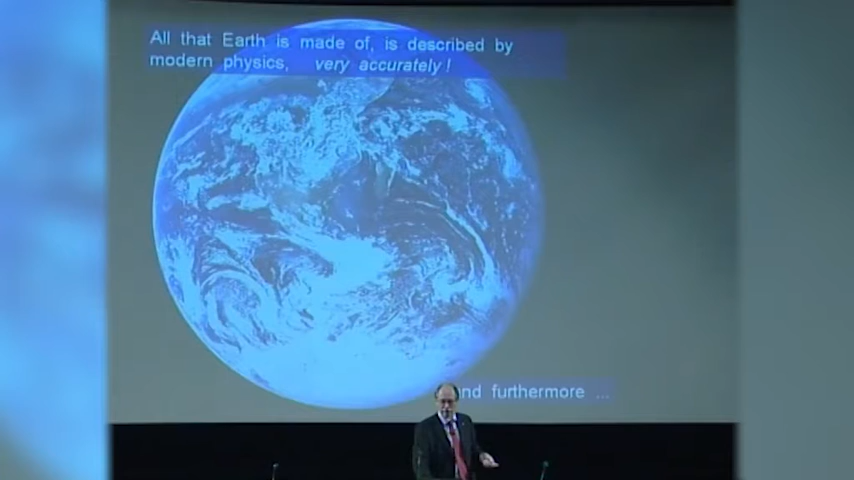 All that Earth is made of, is described by
modern physics, very accurately!
nd furthermore ...